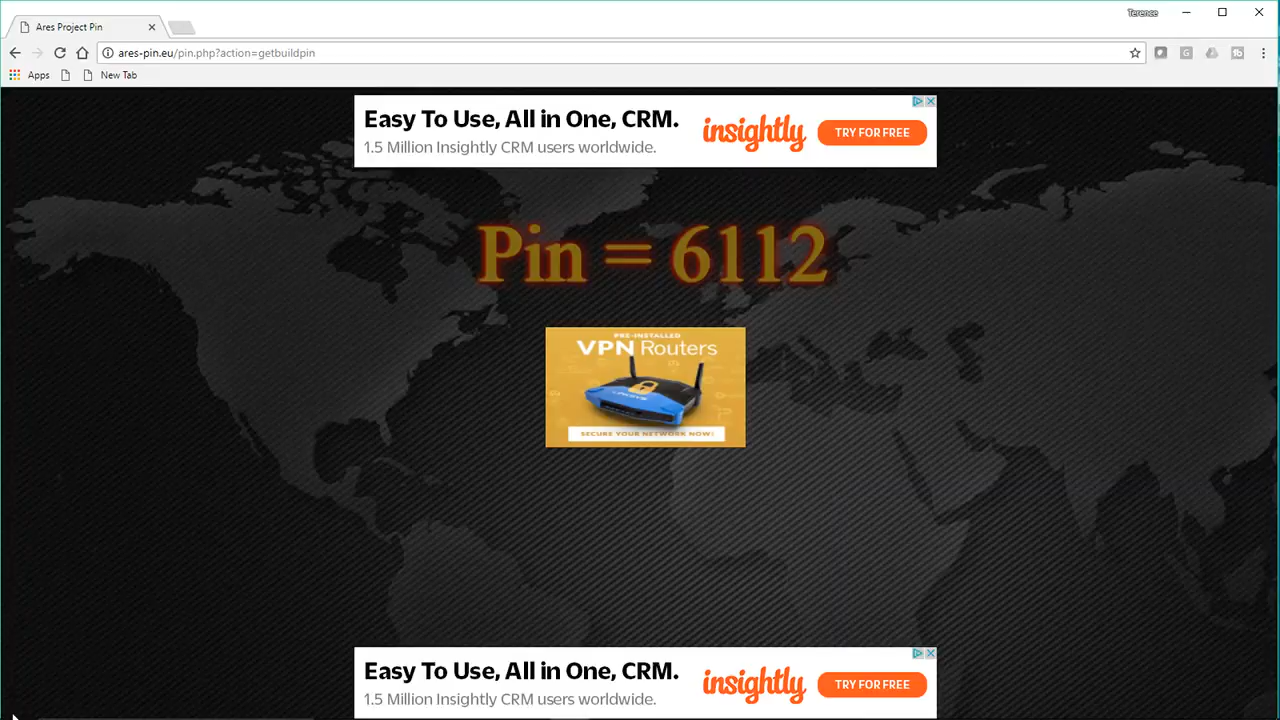 Terence
Ares Project Pin
ares-pin.eu/pin.php?action=getbuildpin
Apps
New Tab
Easy To Use, All in One, CRM.
1.5 Million Insightly CRM users worldwide.
insightly
TRY FOR FREE
Pin = 6112
PRE-INSTALLED
VPN Routers
LINKSYS
SECURE YOUR NETWORK NOW!
Easy To Use, All in One, CRM.
1.5 Million Insightly CRM users worldwide.
insightly
TRY FOR FREE